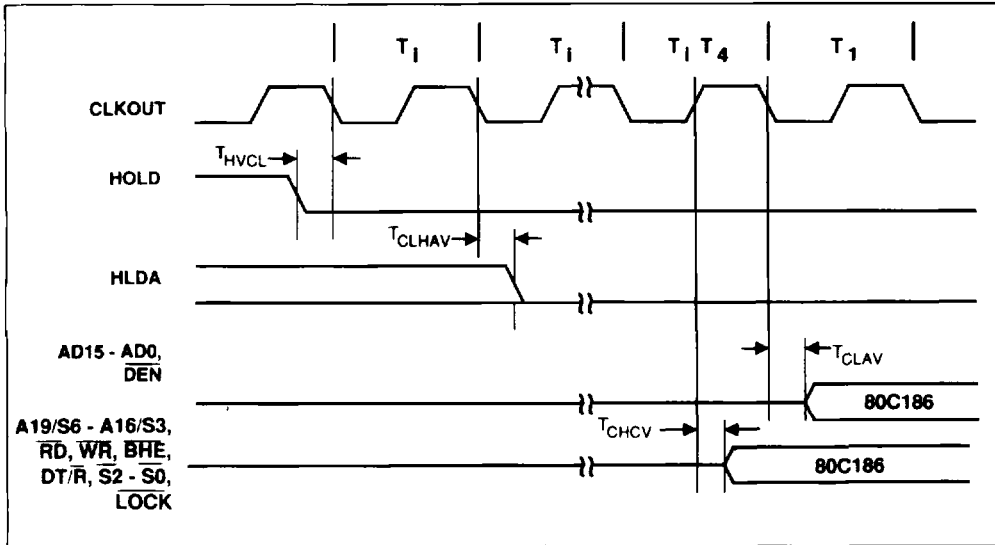 Ti Ti Ti T4 T1
CLKOUT
THVCL
HOLD
TCLHAV
HLDA
AD15 - AD0,
DEN
TCLAV
80C186
A19/S6 - A16/S3,
RD, WR, BHE,
DT/R, S2 - S0,
LOCK
TCHCV
80C186